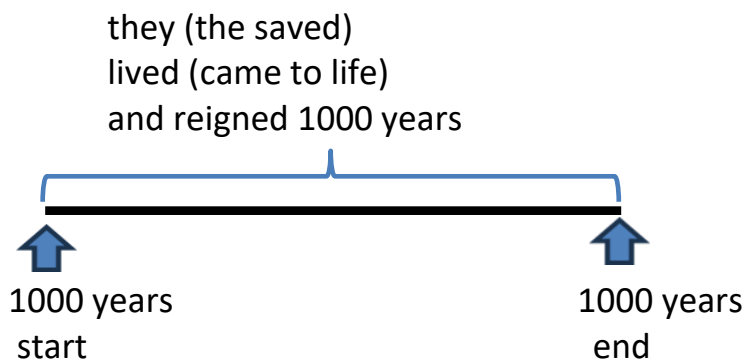 they (the saved)
lived (came to life)
and reigned 1000 years
1000 years
start
1000 years
end